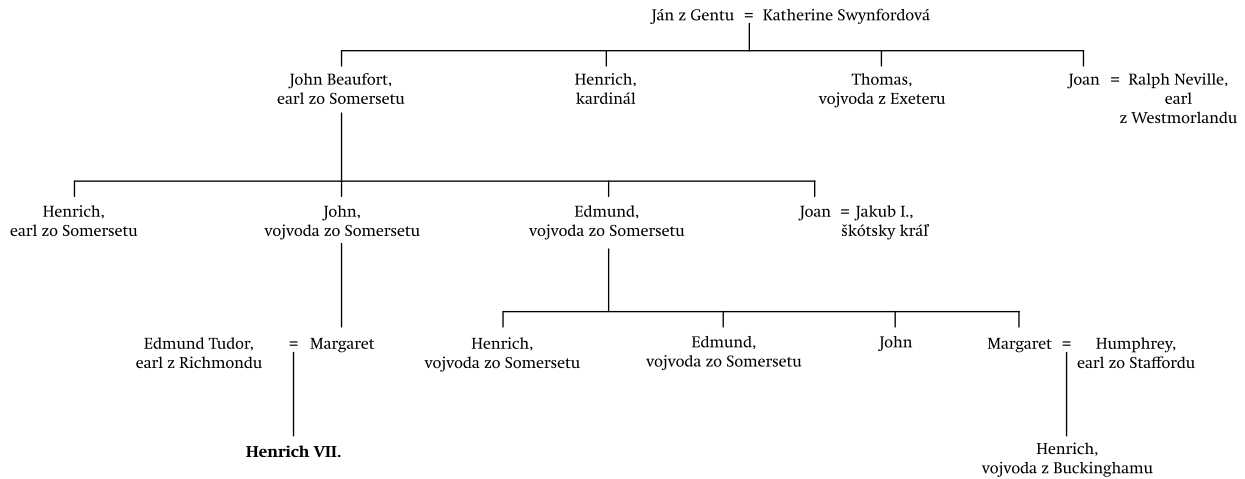 Ján z Gentu = Katherine Swynfordová
John Beaufort,
earl zo Somersetu
Henrich,
kardinál
Thomas,
vojvoda z Exeteru
Joan = Ralph Neville,
earl
z Westmorlandu
Henrich,
earl zo Somersetu
John,
vojvoda zo Somersetu
Edmund,
vojvoda zo Somersetu
Joan = Jakub I.,
škótsky kráľ
Edmund Tudor, = Margaret
earl z Richmondu
Henrich,
vojvoda zo Somersetu
Edmund,
vojvoda zo Somersetu
John
Margaret = Humphrey,
earl zo Staffordu
Henrich VII.
Henrich,
vojvoda z Buckinghamu